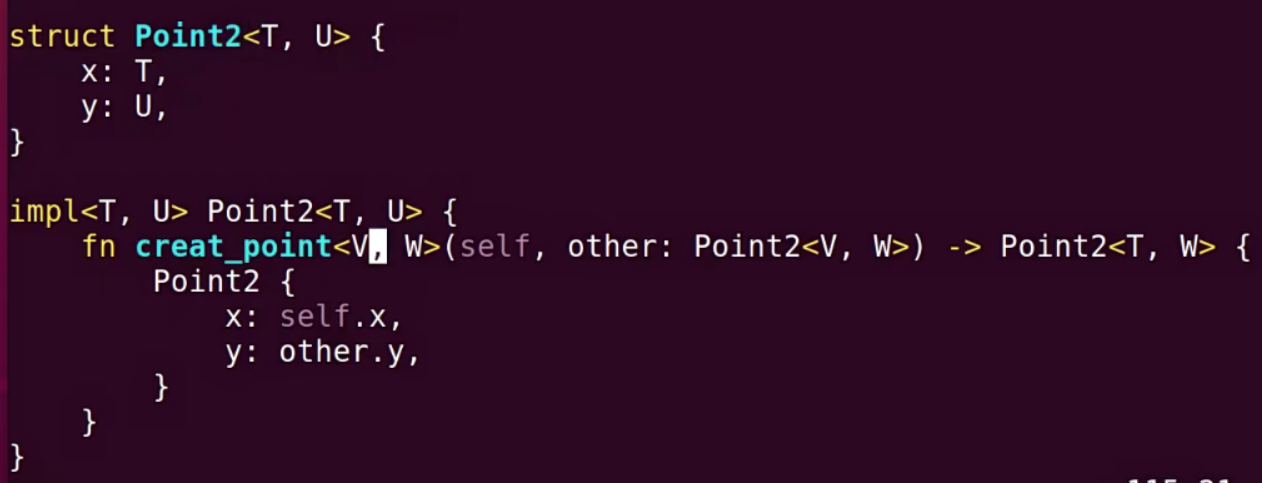 struct Point2<T, U> {
    x: T,
    y: U,
}

impl<T, U> Point2<T, U> {
    fn creat_point<V, W>(self, other: Point2<V, W>) -> Point2<T, W> {
        Point2 {
            x: self.x,
            y: other.y,
        }
    }
}